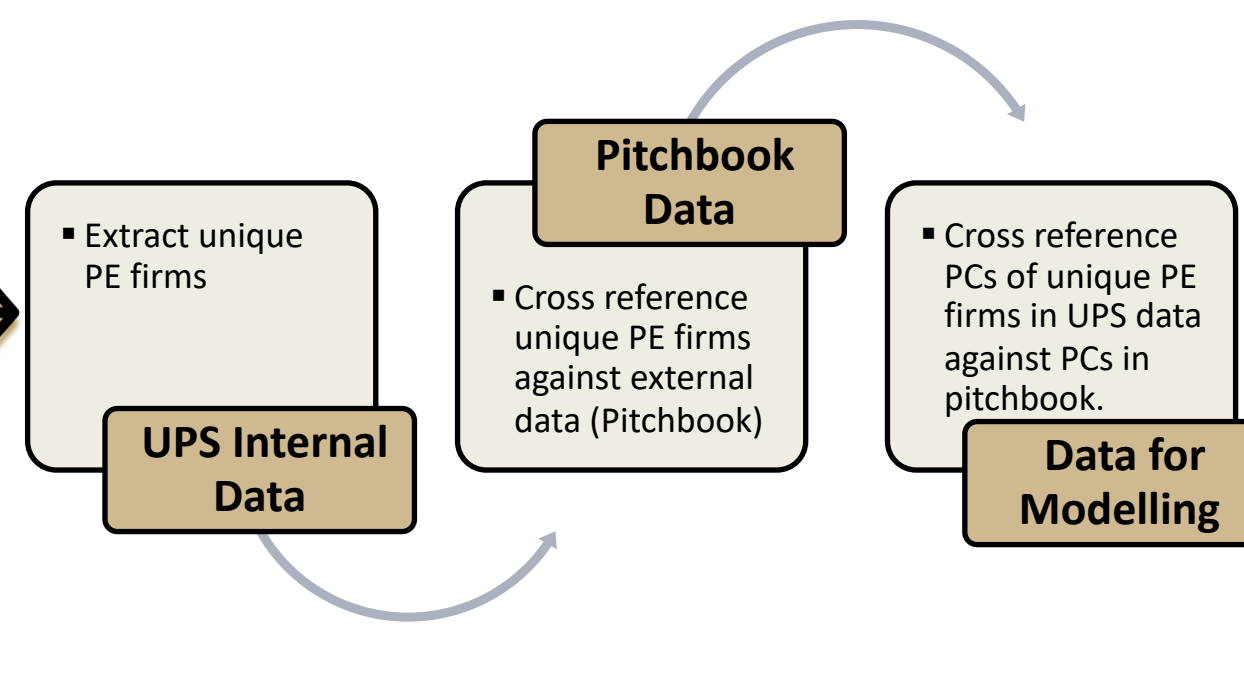 ▪ Extract unique
PE firms
UPS Internal
Data
Pitchbook
Data
▪ Cross reference
unique PE firms
against external
data (Pitchbook)
▪ Cross reference
PCs of unique PE
firms in UPS data
against PCs in
pitchbook.
Data for
Modelling